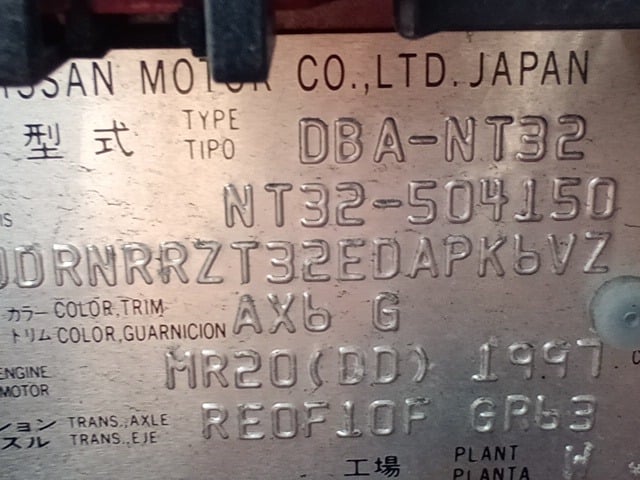 NISSAN MOTOR CO.,LTD. JAPAN
型式 TYPE TIPO DBA-NT32
NT32-504150
DRNRRZT32EDAPK6VZ
カラー COLOR,TRIM AX6 G
トリム COLOR,GUARNICION
ENGINE MR20(DD) 1997
MOTOR
ション TRANS.,AXLE RE0F10F GR63
スル TRANS.,EJE
工場 PLANT W
PLANTA